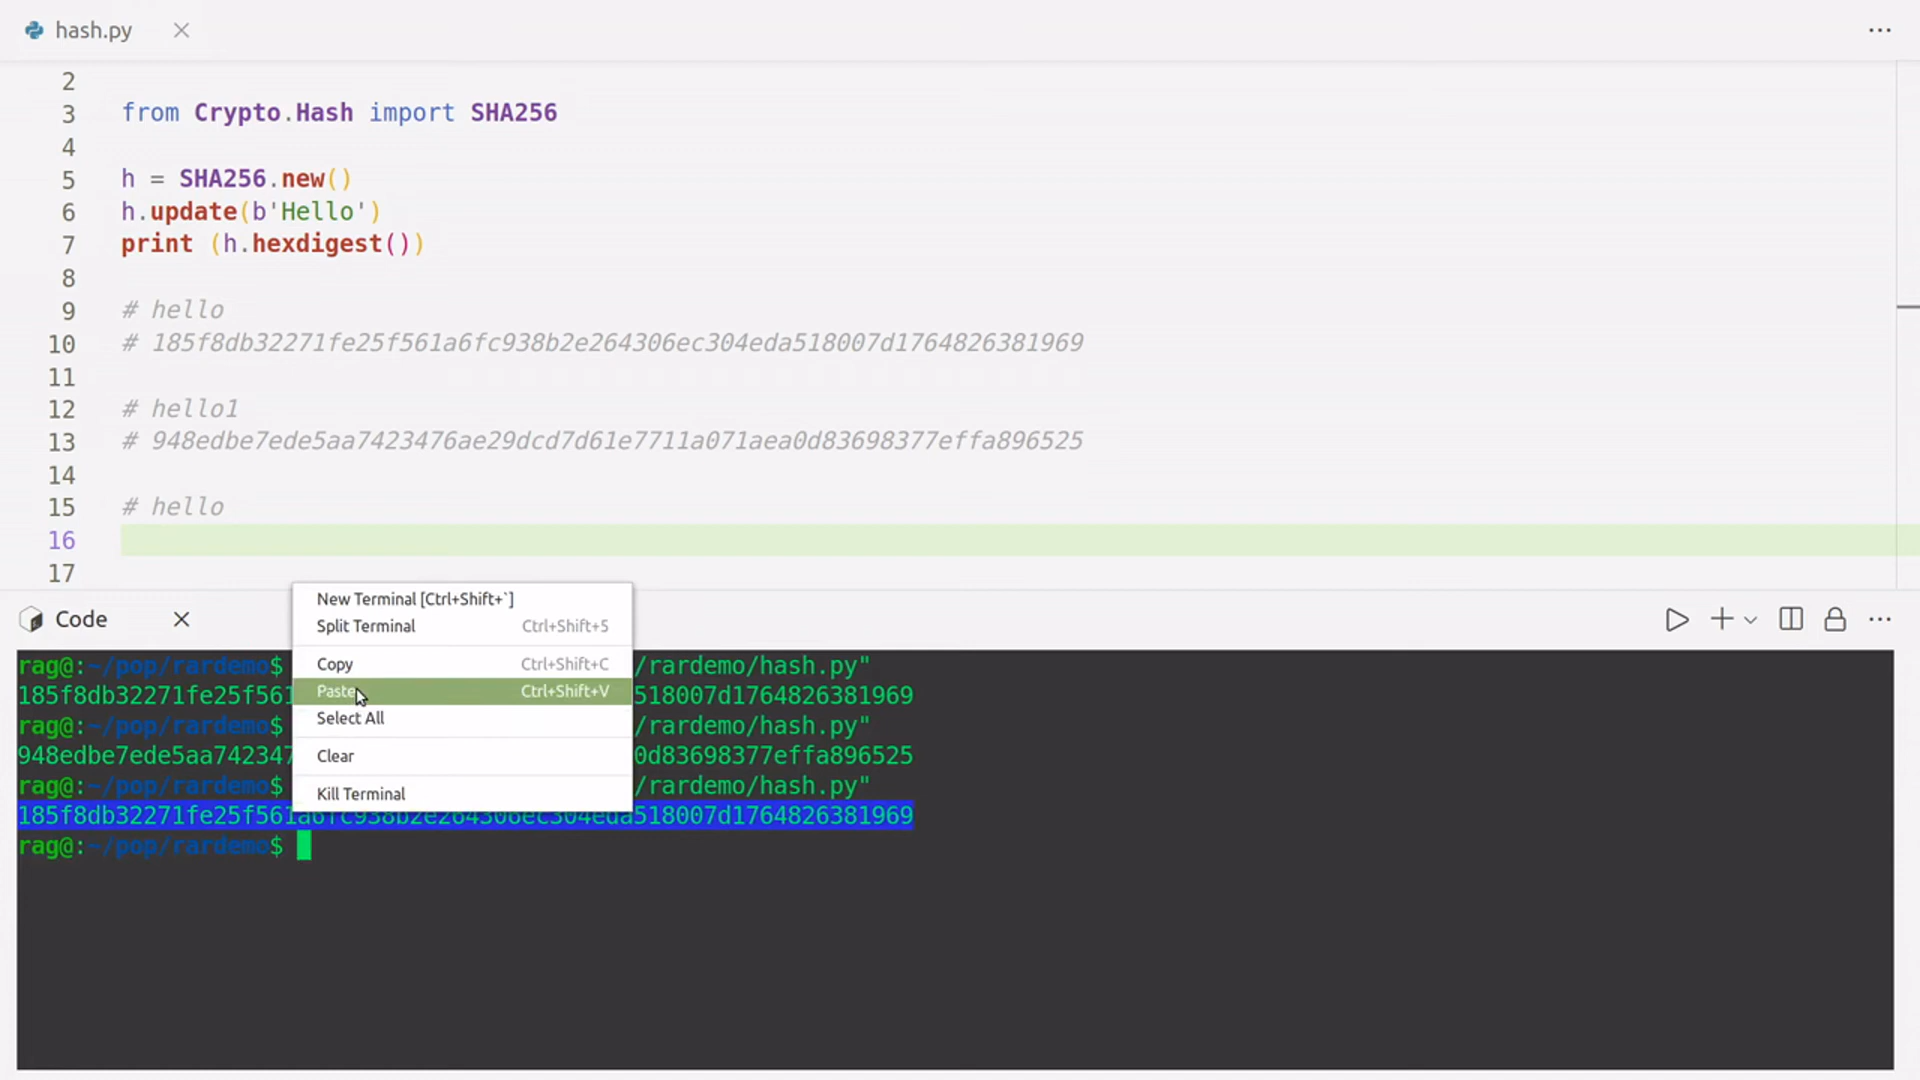 hash.py
2
3 from Crypto.Hash import SHA256
4
5 h = SHA256.new()
6 h.update(b'Hello')
7 print (h.hexdigest())
8
9 # hello
10 # 185f8db32271fe25f561a6fc938b2e264306ec304eda518007d1764826381969
11
12 # hello1
13 # 948edbe7ede5aa7423476ae29dcd7d61e7711a071aea0d83698377effa896525
14
15 # hello
16
17
Code
New Terminal [Ctrl+Shift+`]
Split Terminal Ctrl+Shift+5
Copy Ctrl+Shift+C
Paste Ctrl+Shift+V
Select All
Clear
Kill Terminal
rag@:~/pop/rardemo$ /rardemo/hash.py"
185f8db32271fe25f561 518007d1764826381969
rag@:~/pop/rardemo$ /rardemo/hash.py"
948edbe7ede5aa742347 0d83698377effa896525
rag@:~/pop/rardemo$ /rardemo/hash.py"
185f8db32271fe25f561a6fc938b2e264306ec304eda518007d1764826381969
rag@:~/pop/rardemo$